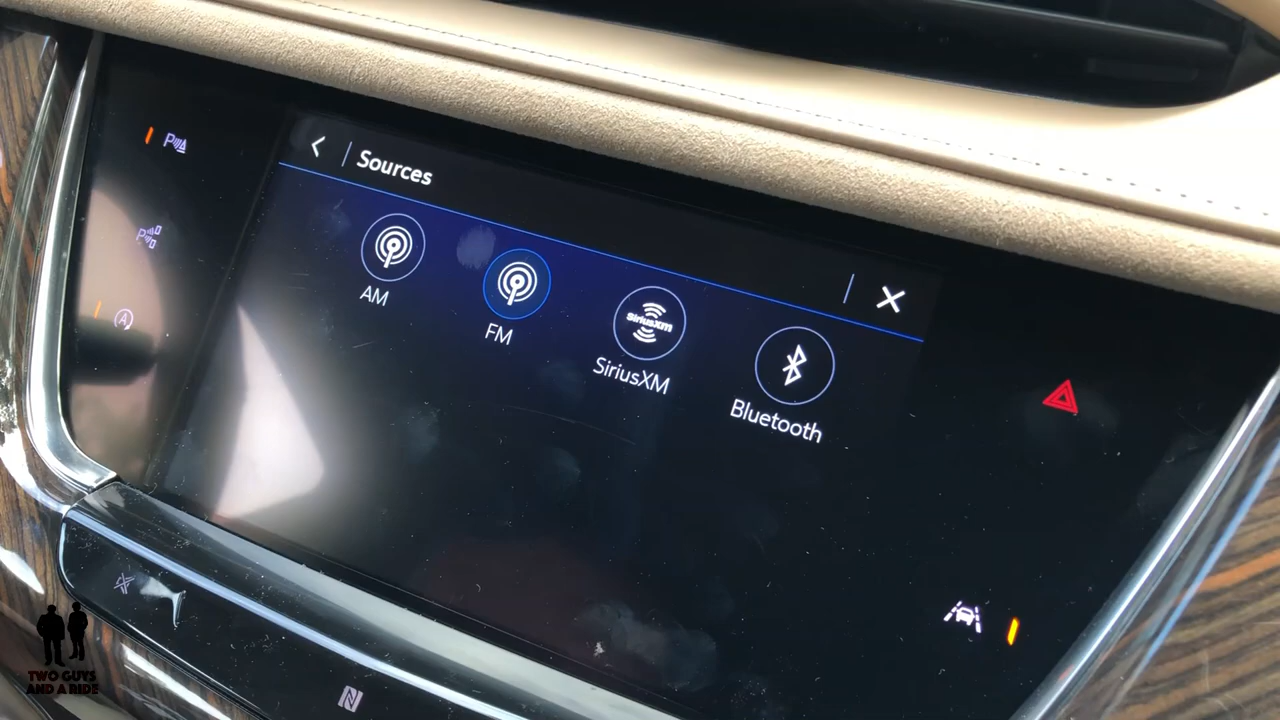 Sources
AM
FM
SiriusXM
SiriusXM
Bluetooth
P
P
A
N
TWO GUYS
AND A RIDE